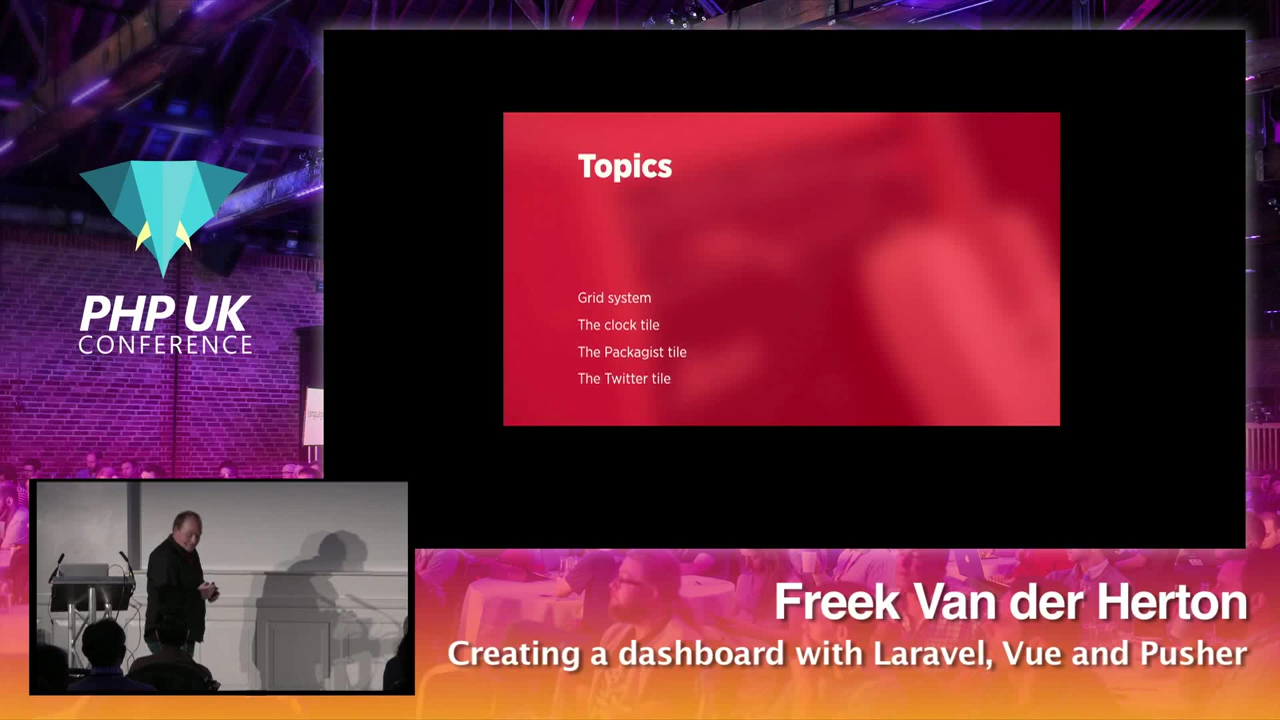 Topics
Grid system
The clock tile
The Packagist tile
The Twitter tile
PHP UK
CONFERENCE
Freek Van der Herton
Creating a dashboard with Laravel, Vue and Pusher